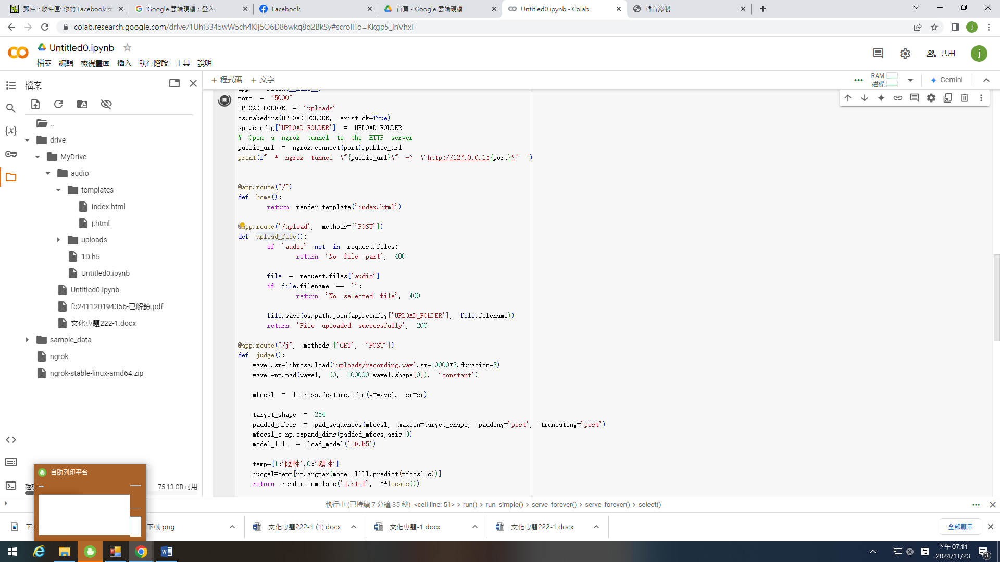 郵件 :: 收件匣: 你的 Facebook 安
Google 雲端硬碟：登入
Facebook
首頁 - Google 雲端硬碟
Untitled0.ipynb - Colab
聲音錄製
Untitled0.ipynb
檔案 編輯 檢視畫面 插入 執行階段 工具 說明
共用
j
檔案
+ 程式碼 + 文字
RAM
磁碟
Gemini
..
drive
MyDrive
audio
templates
index.html
j.html
uploads
1D.h5
Untitled0.ipynb
Untitled0.ipynb
fb241120194356-已解鎖.pdf
文化專題222-1.docx
sample_data
ngrok
ngrok-stable-linux-amd64.zip
75.13 GB 可用
port = "5000"
UPLOAD_FOLDER = 'uploads'
os.makedirs(UPLOAD_FOLDER, exist_ok=True)
app.config['UPLOAD_FOLDER'] = UPLOAD_FOLDER
# Open a ngrok tunnel to the HTTP server
public_url = ngrok.connect(port).public_url
print(f" * ngrok tunnel \"{public_url}\" -> \"http://127.0.0.1:{port}\" ")
@app.route("/")
def home():
return render_template('index.html')
@app.route('/upload', methods=['POST'])
def upload_file():
if 'audio' not in request.files:
return 'No file part', 400
file = request.files['audio']
if file.filename == '':
return 'No selected file', 400
file.save(os.path.join(app.config['UPLOAD_FOLDER'], file.filename))
return 'File uploaded successfully', 200
@app.route("/j", methods=['GET', 'POST'])
def judge():
wave1,sr=librosa.load('uploads/recording.wav',sr=10000*2,duration=3)
wave1=np.pad(wave1, (0, 100000-wave1.shape[0]), 'constant')
mfccs1 = librosa.feature.mfcc(y=wave1, sr=sr)
target_shape = 254
padded_mfccs = pad_sequences(mfccs1, maxlen=target_shape, padding='post', truncating='post')
mfccs1_c=np.expand_dims(padded_mfccs,axis=0)
model_1111 = load_model('1D.h5')
temp={1:'陰性',0:'陽性'}
judge1=temp[np.argmax(model_1111.predict(mfccs1_c))]
return render_template('j.html', **locals())
執行中 (已持續 7 分鐘 35 秒) <cell line: 51> > run() > run_simple() > serve_forever() > serve_forever() > select()
自助列印平台
下載.png
文化專題222-1 (1).docx
文化專題-1.docx
文化專題222-1.docx
全部顯示
下午 07:11
2024/11/23
3